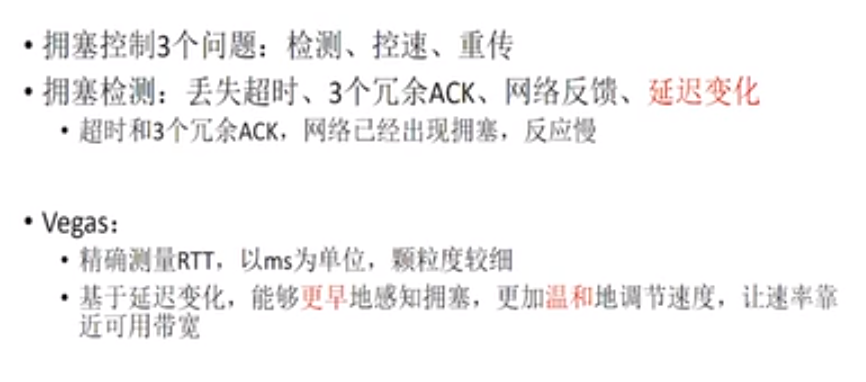 • 拥塞控制3个问题：检测、控速、重传
• 拥塞检测：丢失超时、3个冗余ACK、网络反馈、延迟变化
• 超时和3个冗余ACK，网络已经出现拥塞，反应慢
• Vegas：
• 精确测量RTT，以ms为单位，颗粒度较细
• 基于延迟变化，能够更早地感知拥塞，更加温和地调节速度，让速率靠
近可用带宽